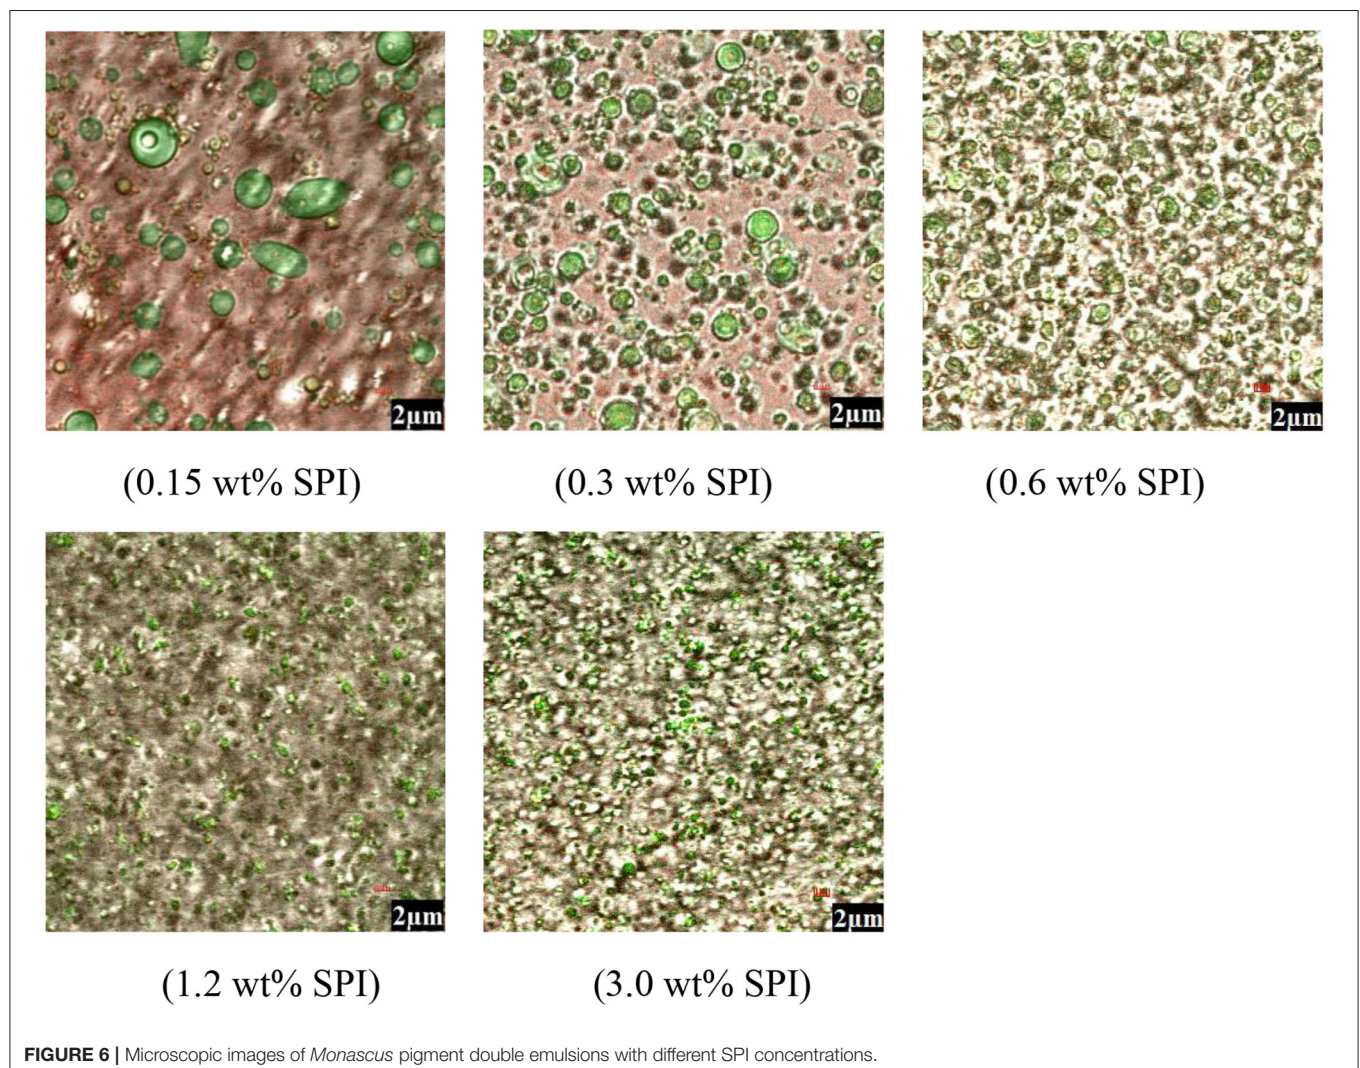 2μm
2μm
2μm
(0.15 wt% SPI)
(0.3 wt% SPI)
(0.6 wt% SPI)
2μm
2μm
(1.2 wt% SPI)
(3.0 wt% SPI)
FIGURE 6 | Microscopic images of Monascus pigment double emulsions with different SPI concentrations.